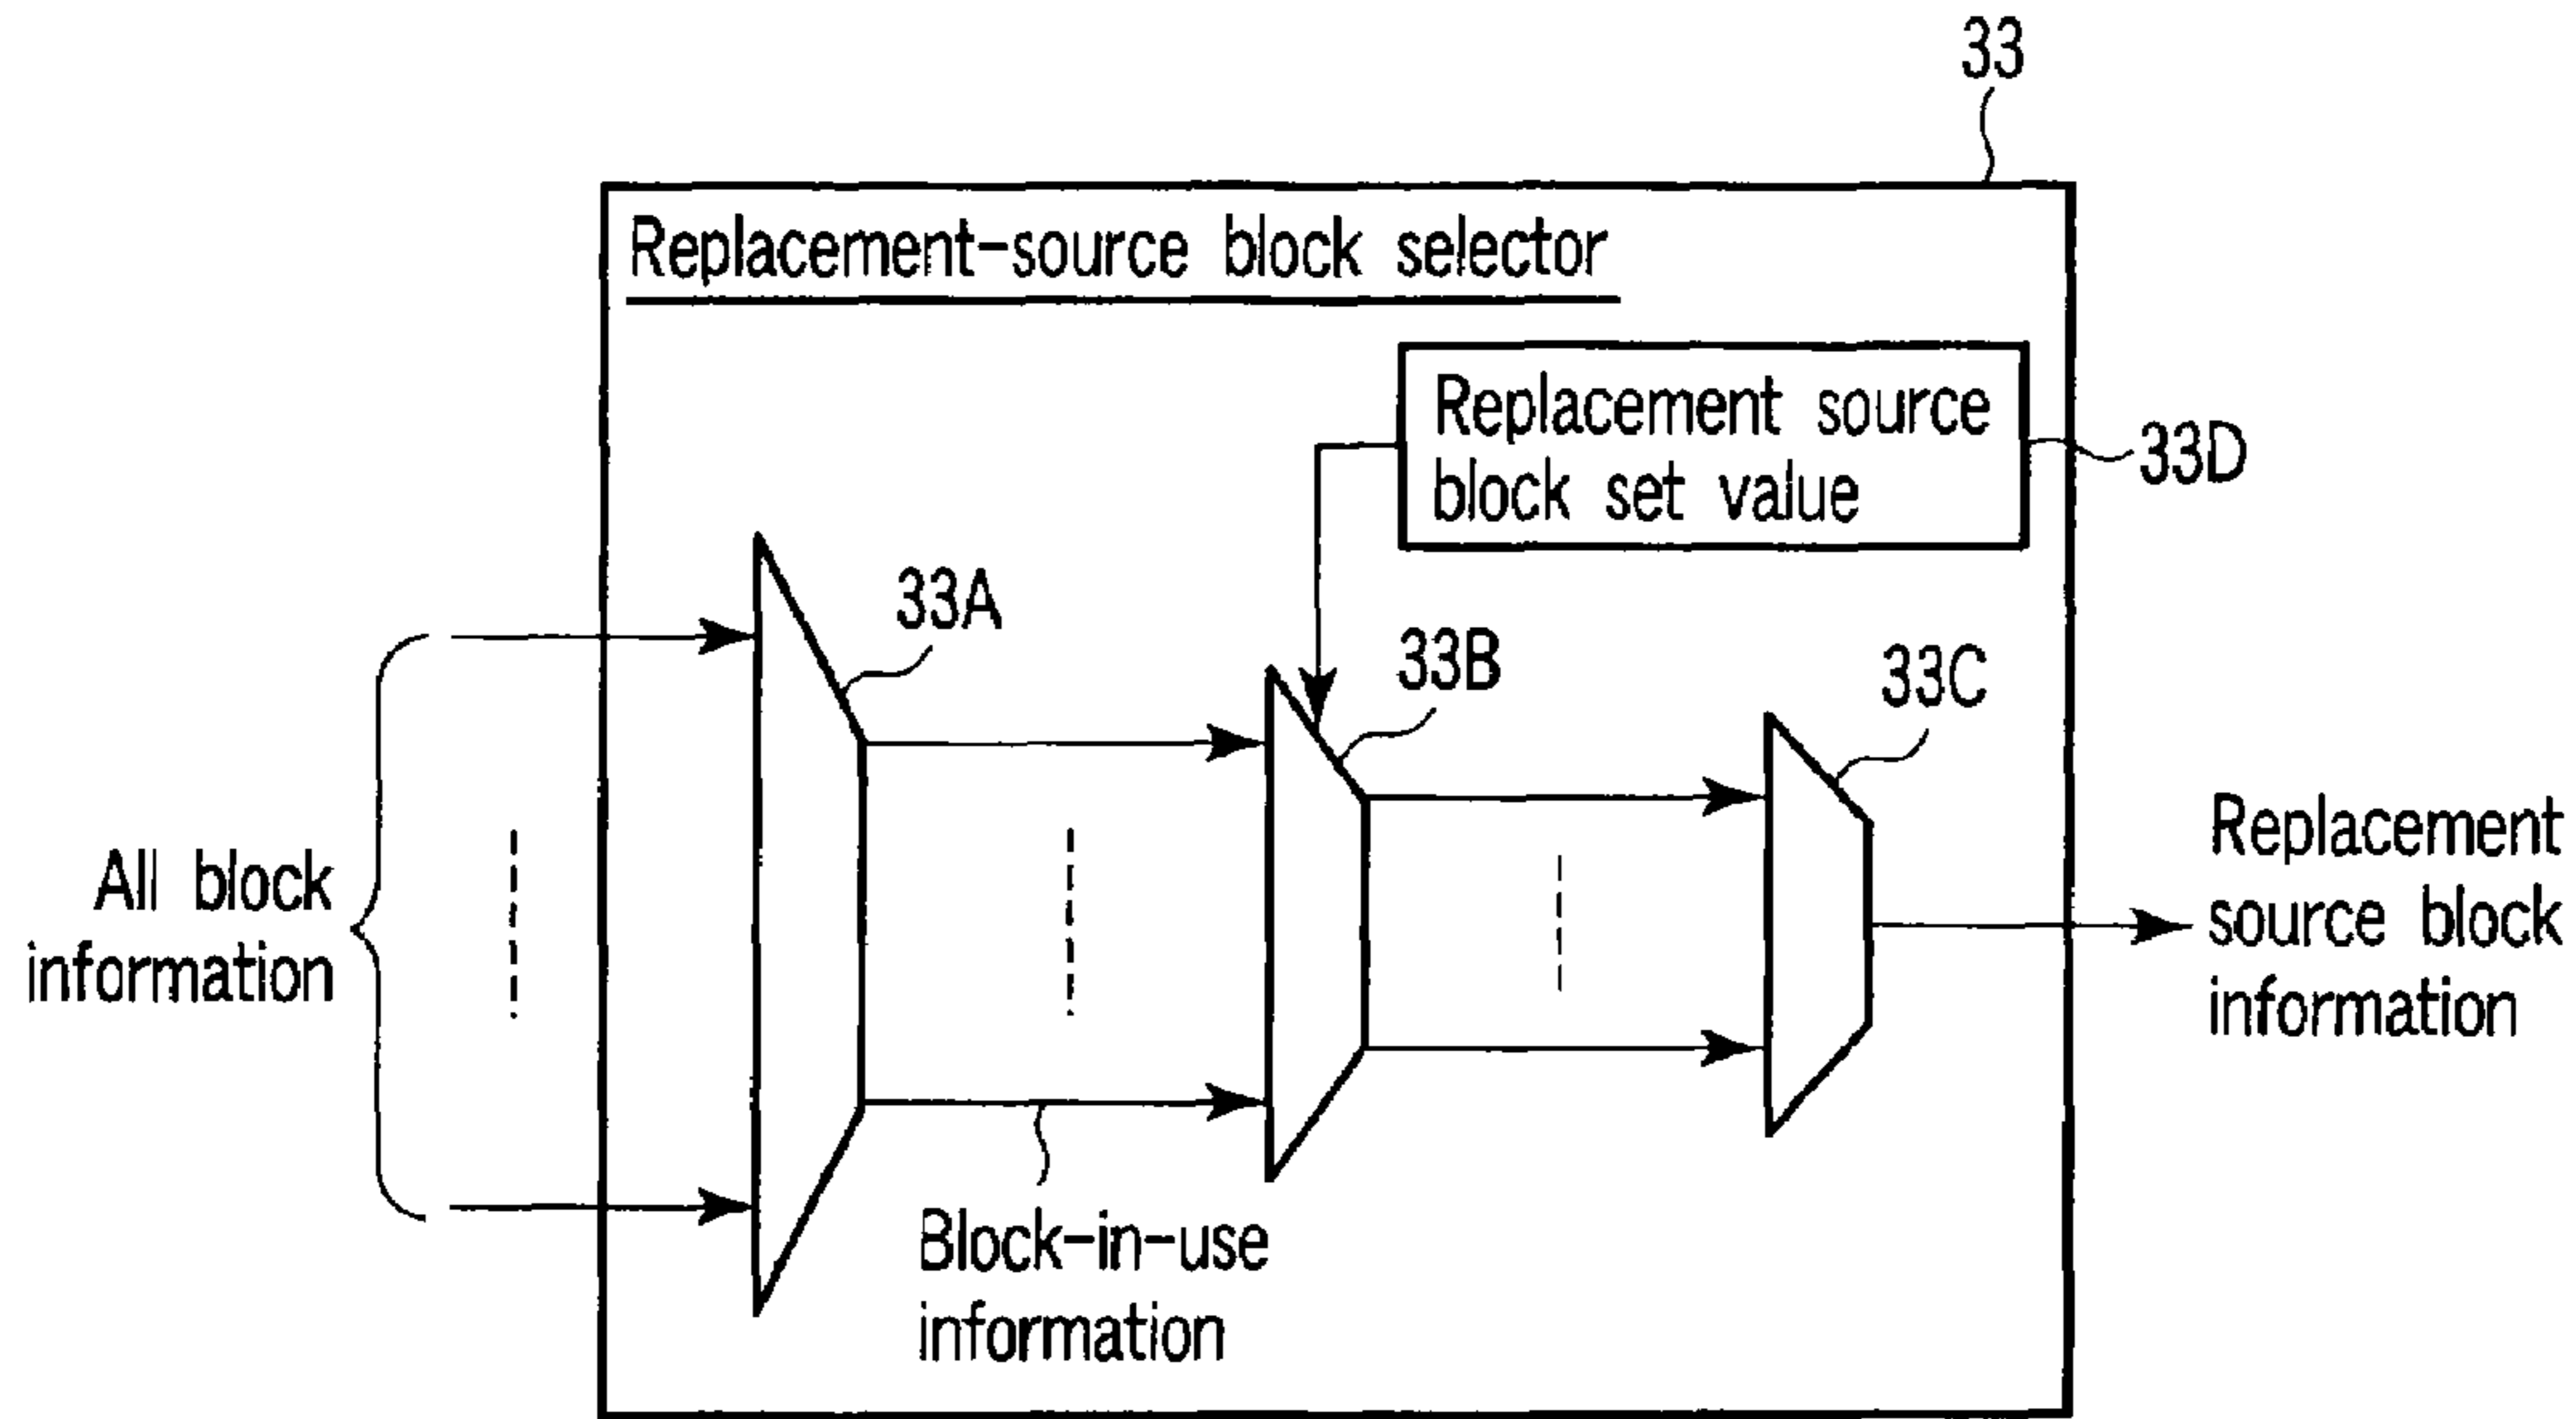 33
Replacement-source block selector
Replacement source
block set value
33D
33A
33B
33C
All block
information
Replacement
source block
information
Block-in-use
information